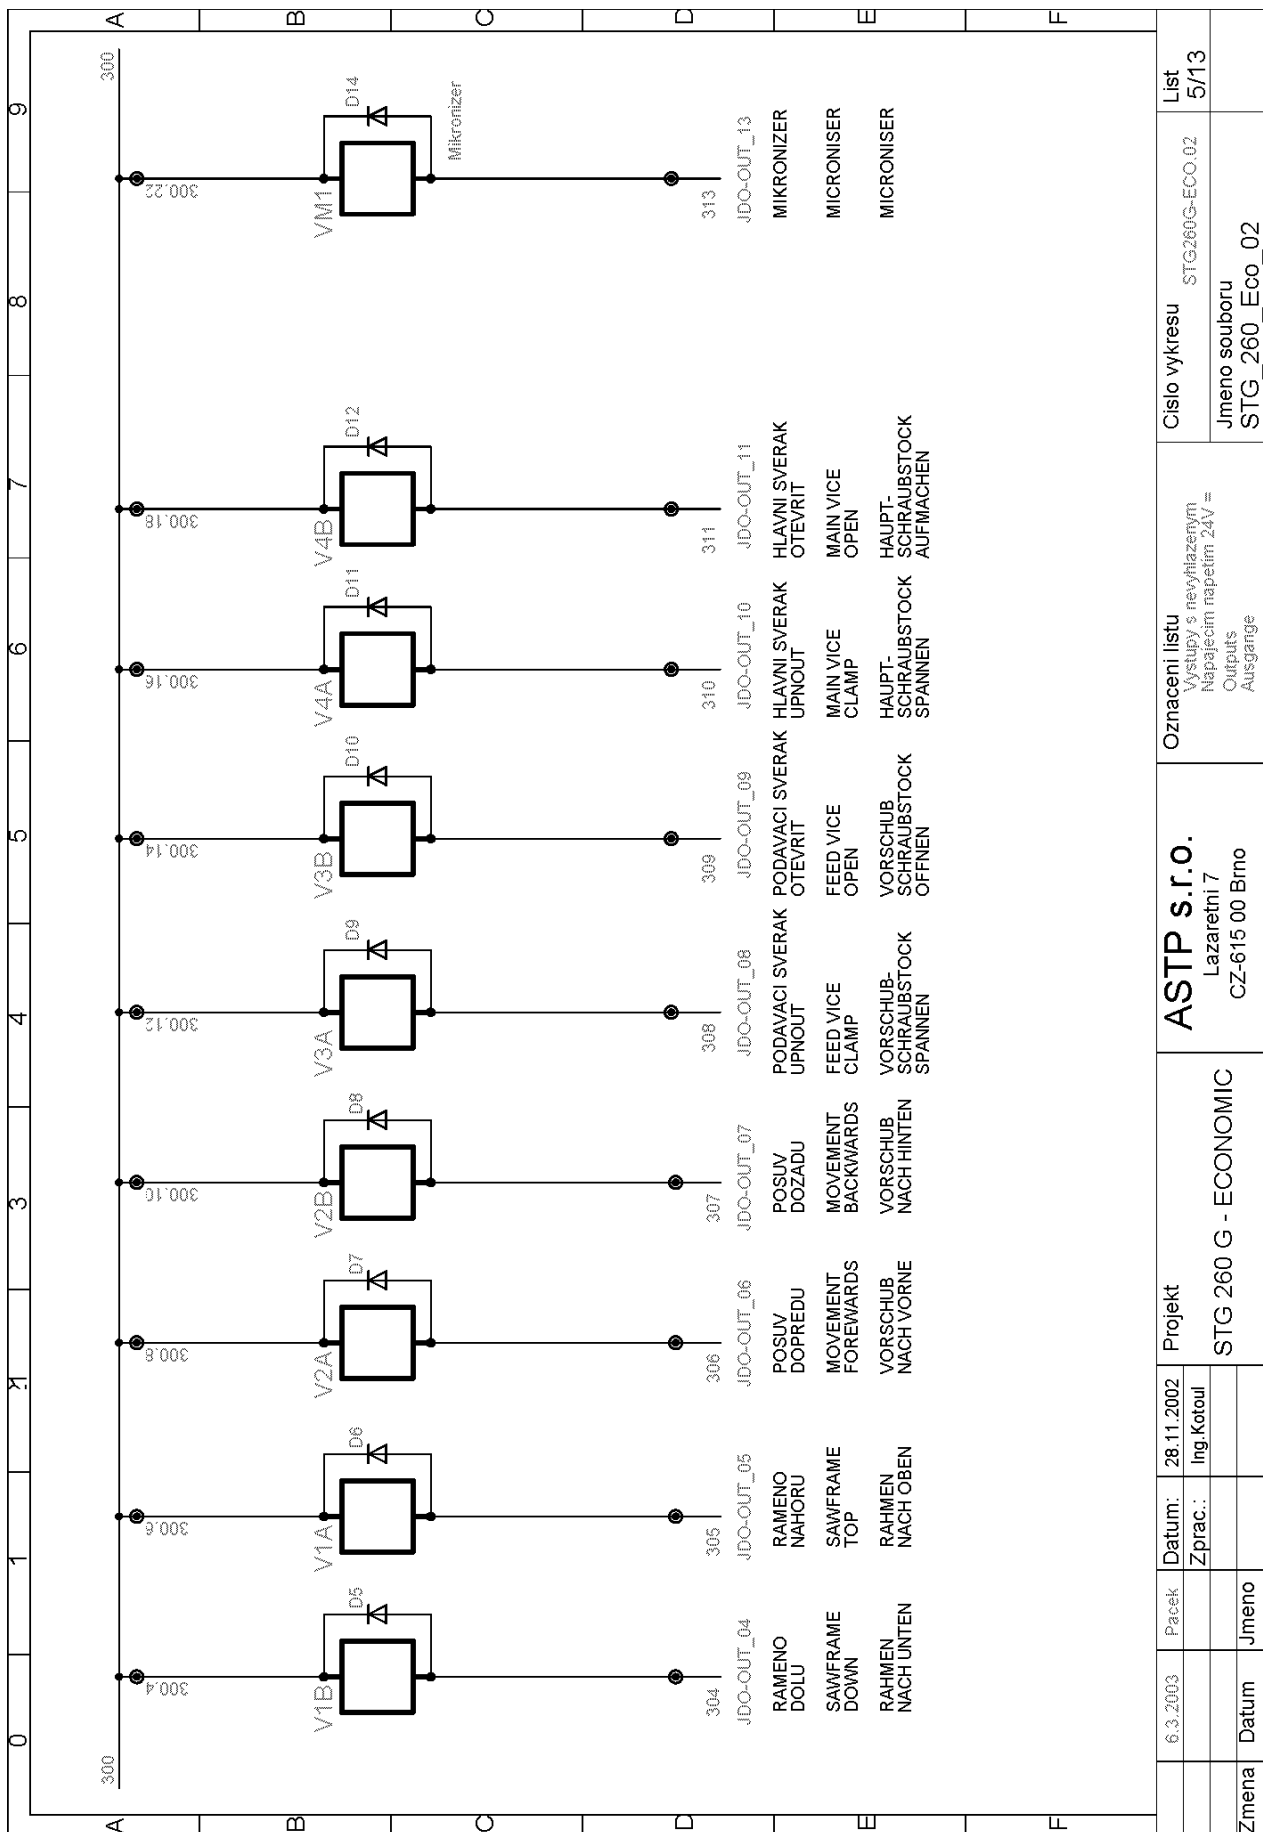 0 1 2 3 4 5 6 7 8 9
A
B
C
D
E
F
A
B
C
D
E
F
300
300
300.4
300.6
300.8
300.10
300.12
300.14
300.16
300.18
300.22
V1B
D5
V1A
D6
V2A
D7
V2B
D8
V3A
D9
V3B
D10
V4A
D11
V4B
D12
VM1
D14
Mikronizer
304
JDO-OUT_04
RAMENO
DOLU
SAWFRAME
DOWN
RAHMEN
NACH UNTEN
305
JDO-OUT_05
RAMENO
NAHORU
SAWFRAME
TOP
RAHMEN
NACH OBEN
306
JDO-OUT_06
POSUV
DOPREDU
MOVEMENT
FOREWARDS
VORSCHUB
NACH VORNE
307
JDO-OUT_07
POSUV
DOZADU
MOVEMENT
BACKWARDS
VORSCHUB
NACH HINTEN
308
JDO-OUT_08
PODAVACI SVERAK
UPNOUT
FEED VICE
CLAMP
VORSCHUB-
SCHRAUBSTOCK
SPANNEN
309
JDO-OUT_09
PODAVACI SVERAK
OTEVRIT
FEED VICE
OPEN
VORSCHUB
SCHRAUBSTOCK
OFFNEN
310
JDO-OUT_10
HLAVNI SVERAK
UPNOUT
MAIN VICE
CLAMP
HAUPT-
SCHRAUBSTOCK
SPANNEN
311
JDO-OUT_11
HLAVNI SVERAK
OTEVRIT
MAIN VICE
OPEN
HAUPT-
SCHRAUBSTOCK
AUFMACHEN
313
JDO-OUT_13
MIKRONIZER
MICRONISER
MICRONISER
6.3.2003 Pacek
Zmena Datum Jmeno
Datum: 28.11.2002
Zprac.: Ing.Kotoul
Projekt
STG 260 G - ECONOMIC
ASTP s.r.o.
Lazaretni 7
CZ-615 00 Brno
Oznaceni listu
Vystupy s nevyhlazenym
Napajecim napetim 24V =
Outputs
Ausgange
Cislo vykresu
STG260G-ECO.02
Jmeno souboru
STG_260_Eco_02
List
5/13